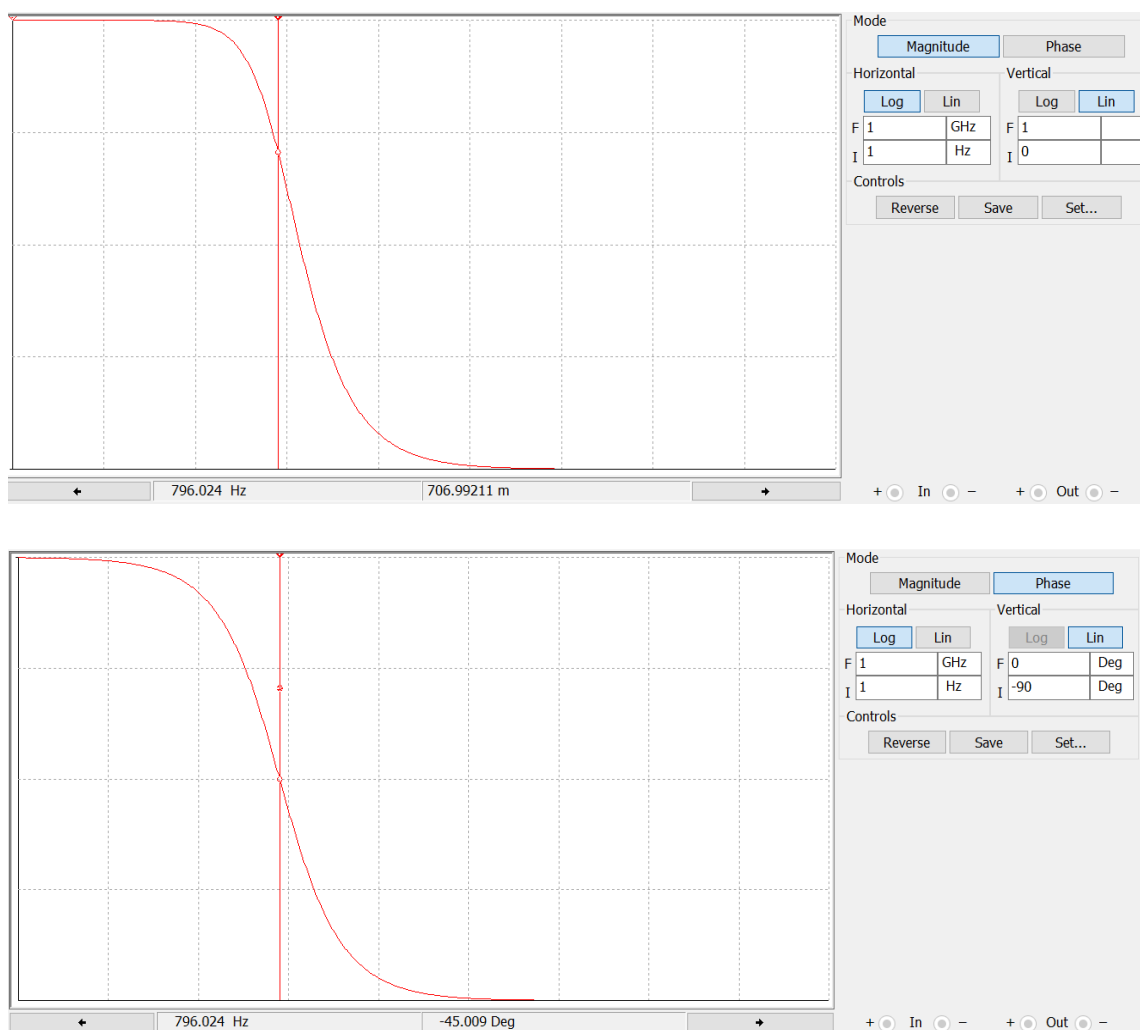 Mode
Magnitude Phase
Horizontal Vertical
Log Lin Log Lin
F 1 GHz F 1
I 1 Hz I 0
Controls
Reverse Save Set...
796.024 Hz 706.99211 m + In - + Out -
Mode
Magnitude Phase
Horizontal Vertical
Log Lin Log Lin
F 1 GHz F 0 Deg
I 1 Hz I -90 Deg
Controls
Reverse Save Set...
796.024 Hz -45.009 Deg + In - + Out -